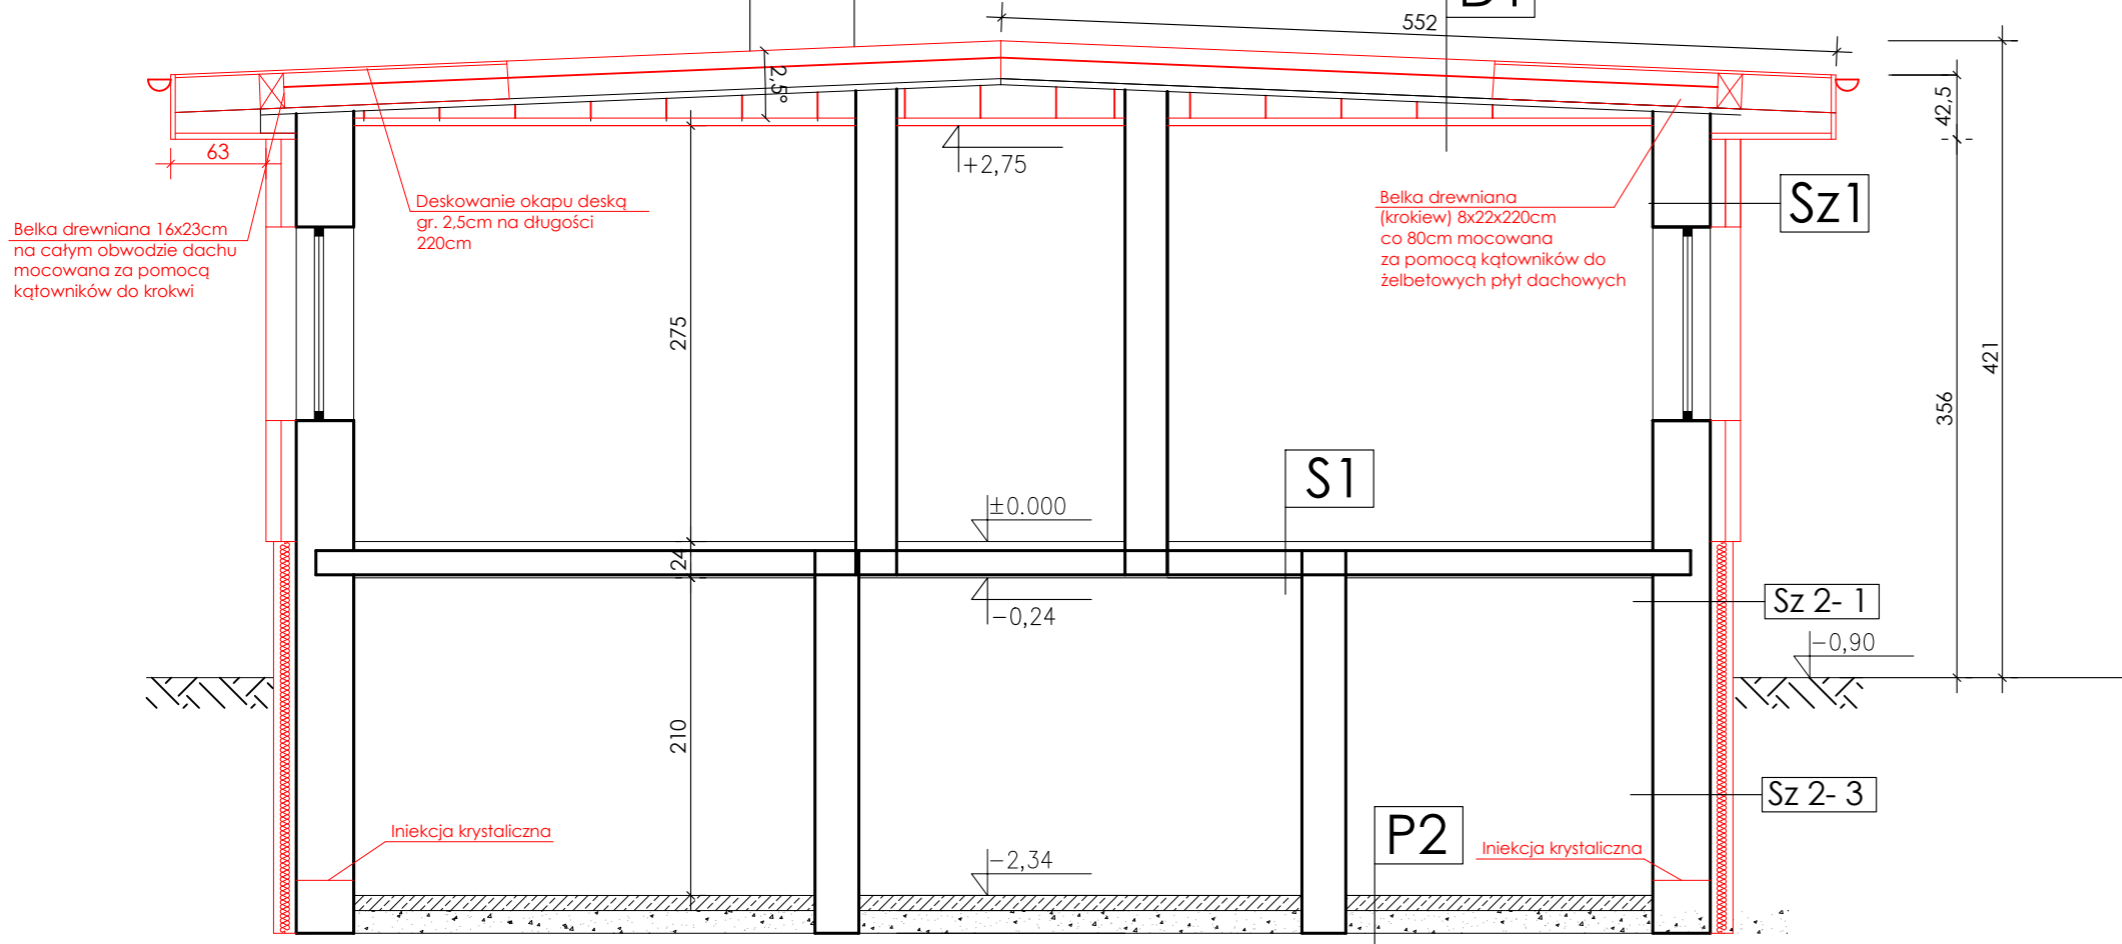 552
2,5°
42,5
63
+2,75
Deskowanie okapu deską
gr. 2,5cm na długości
220cm
Belka drewniana
(krokiew) 8x22x220cm
co 80cm mocowana
za pomocą kątowników do
żelbetowych płyt dachowych
Sz1
Belka drewniana 16x23cm
na całym obwodzie dachu
mocowana za pomocą
kątowników do krokwi
275
421
356
S1
±0.000
24
−0,24
Sz 2- 1
−0,90
210
Sz 2- 3
Iniekcja krystaliczna
P2
Iniekcja krystaliczna
−2,34